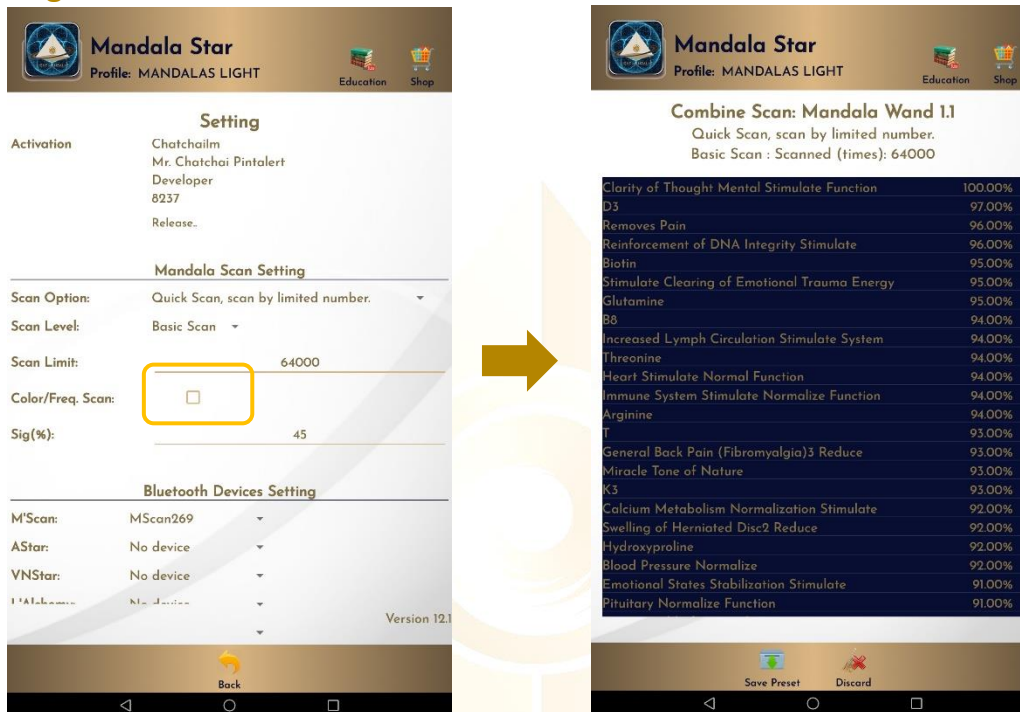 Mandala Star
Profile: MANDALAS LIGHT
Education
Shop
Setting
Activation
Chatchailm
Mr. Chatchai Pintalert
Developer
8237
Release..
Mandala Scan Setting
Scan Option: Quick Scan, scan by limited number.
Scan Level: Basic Scan
Scan Limit: 64000
Color/Freq. Scan:
Sig(%): 45
Bluetooth Devices Setting
M'Scan: MScan269
AStar: No device
VNStar: No device
Version 12.1
Back
Mandala Star
Profile: MANDALAS LIGHT
Education
Shop
Combine Scan: Mandala Wand 1.1
Quick Scan, scan by limited number.
Basic Scan : Scanned (times): 64000
Clarity of Thought Mental Stimulate Function 100.00%
D3 97.00%
Removes Pain 96.00%
Reinforcement of DNA Integrity Stimulate 96.00%
Biotin 95.00%
Stimulate Clearing of Emotional Trauma Energy 95.00%
Glutamine 95.00%
B8 94.00%
Increased Lymph Circulation Stimulate System 94.00%
Threonine 94.00%
Heart Stimulate Normal Function 94.00%
Immune System Stimulate Normalize Function 94.00%
Arginine 94.00%
T 93.00%
General Back Pain (Fibromyalgia)3 Reduce 93.00%
Miracle Tone of Nature 93.00%
K3 93.00%
Calcium Metabolism Normalization Stimulate 92.00%
Swelling of Herniated Disc2 Reduce 92.00%
Hydroxyproline 92.00%
Blood Pressure Normalize 92.00%
Emotional States Stabilization Stimulate 91.00%
Pituitary Normalize Function 91.00%
Save Preset
Discard